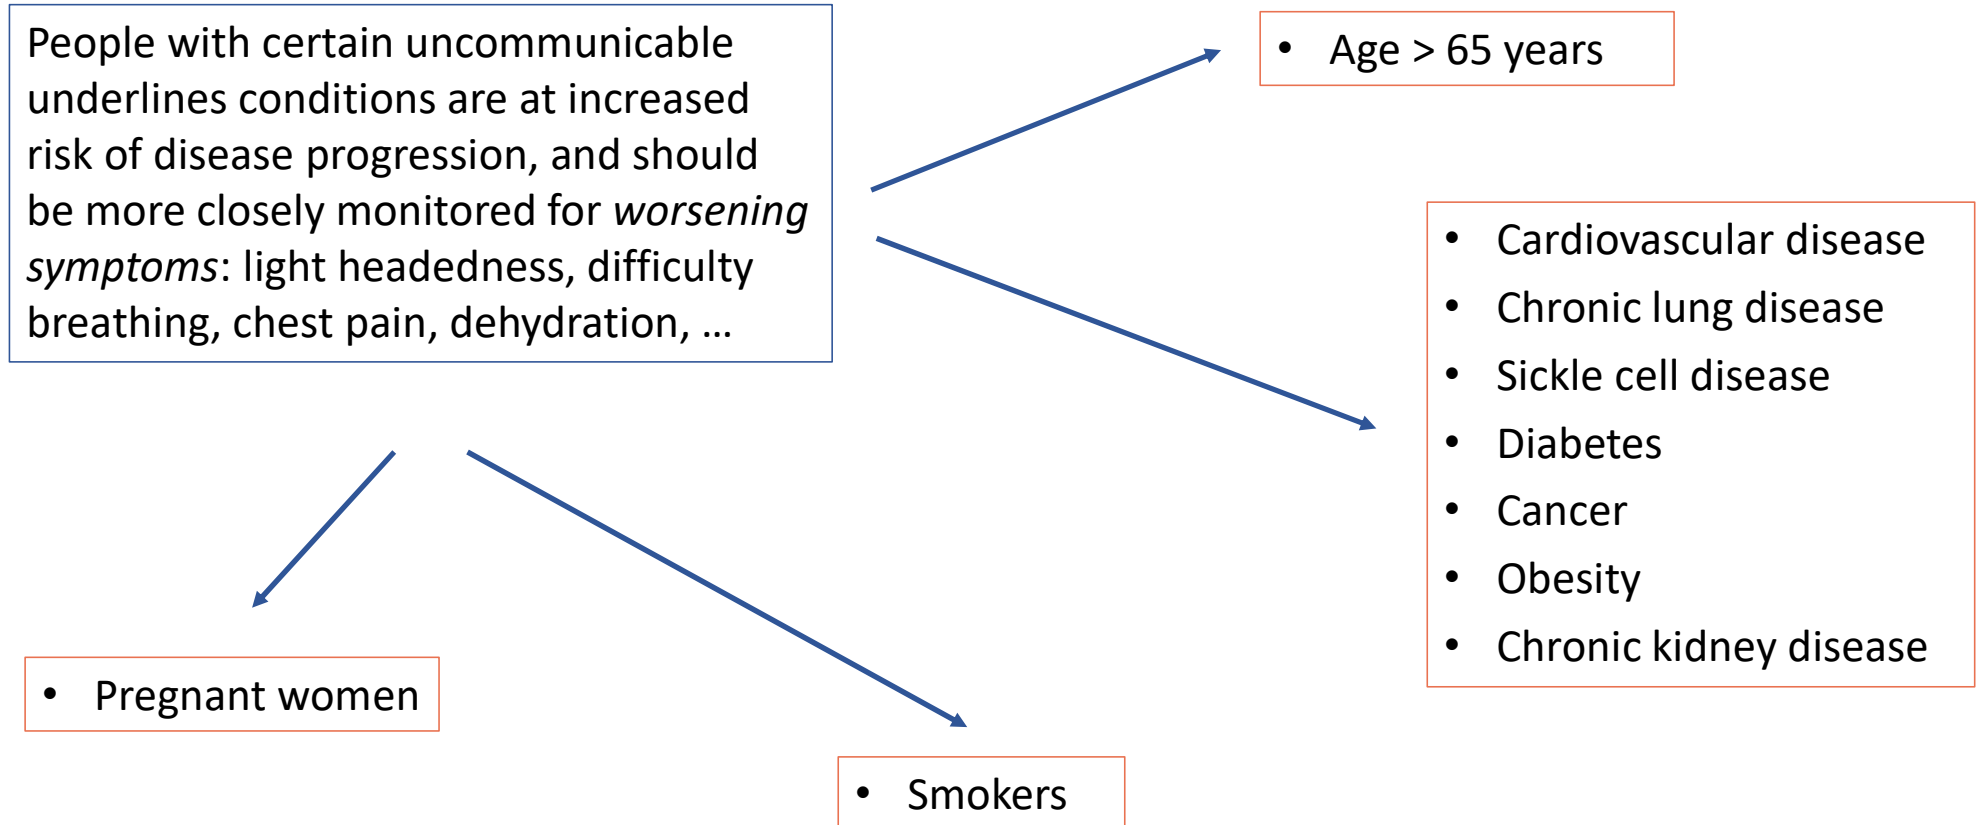 People with certain uncommunicable
underlines conditions are at increased
risk of disease progression, and should
be more closely monitored for worsening
symptoms: light headedness, difficulty
breathing, chest pain, dehydration, …
• Age > 65 years
• Cardiovascular disease
• Chronic lung disease
• Sickle cell disease
• Diabetes
• Cancer
• Obesity
• Chronic kidney disease
• Pregnant women
• Smokers